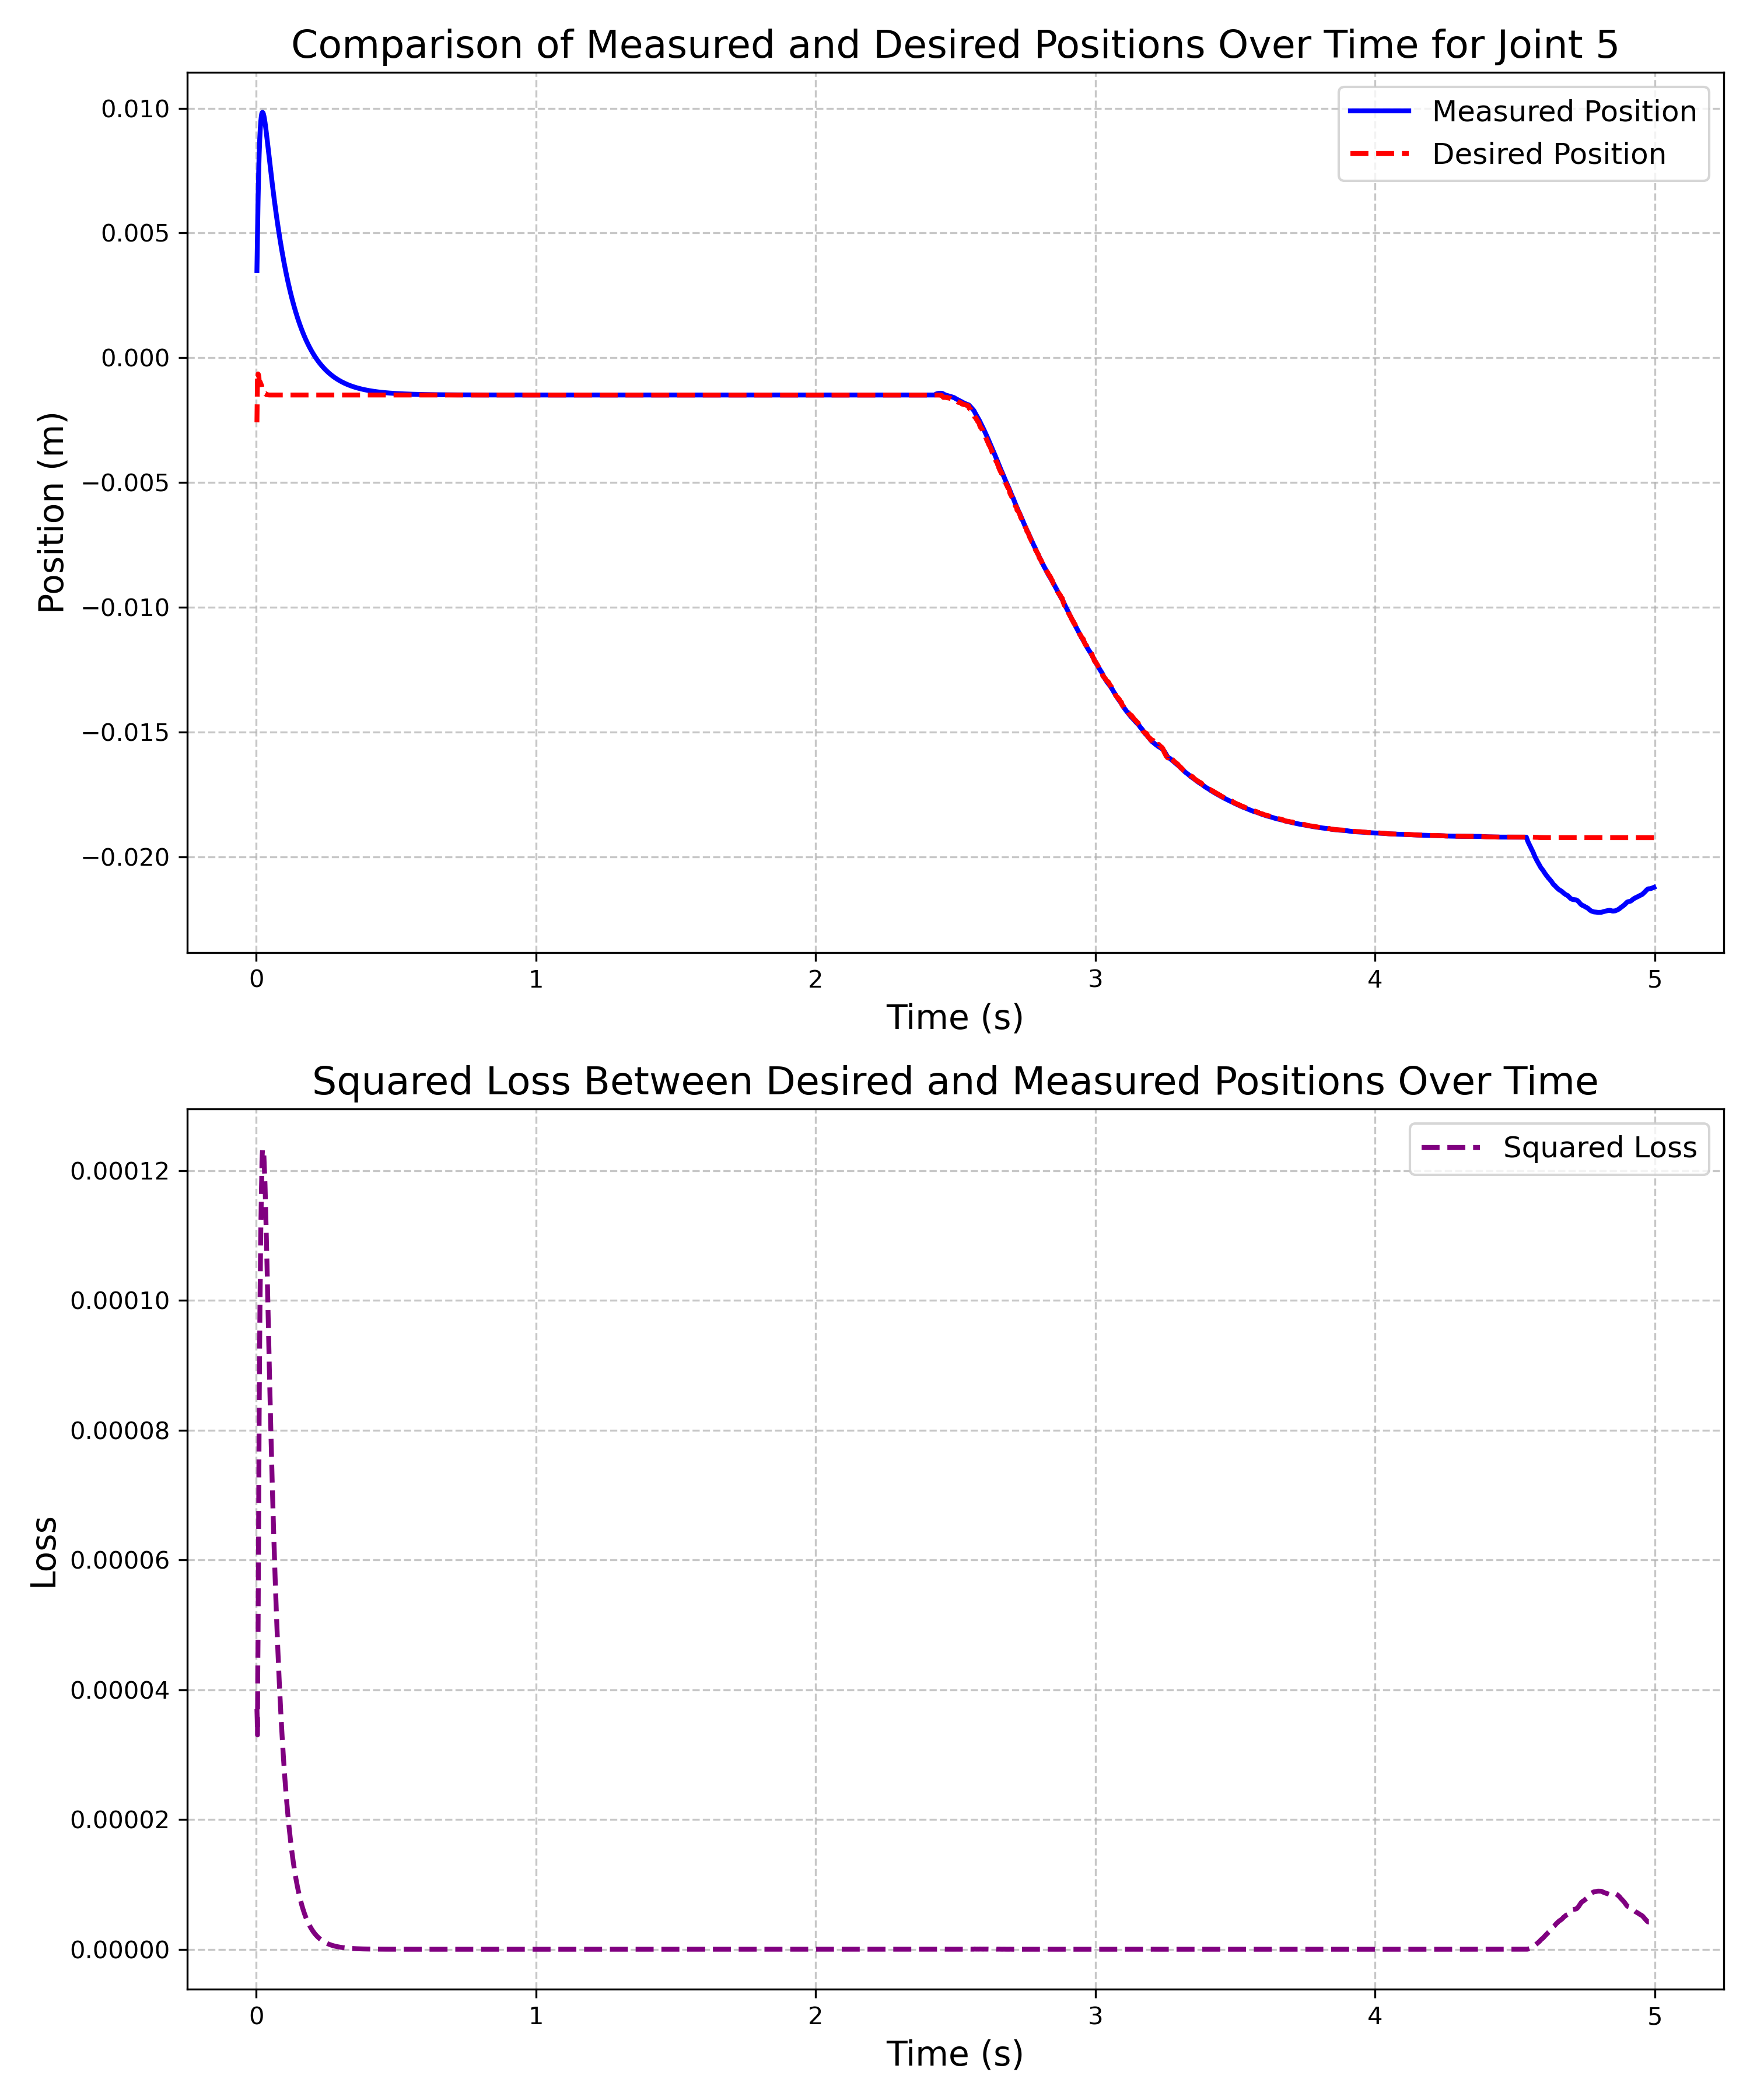 Comparison of Measured and Desired Positions Over Time for Joint 5
Measured Position
Desired Position
Position (m)
0.010
0.005
0.000
−0.005
−0.010
−0.015
−0.020
0 1 2 3 4 5
Time (s)
Squared Loss Between Desired and Measured Positions Over Time
Squared Loss
Loss
0.00012
0.00010
0.00008
0.00006
0.00004
0.00002
0.00000
0 1 2 3 4 5
Time (s)